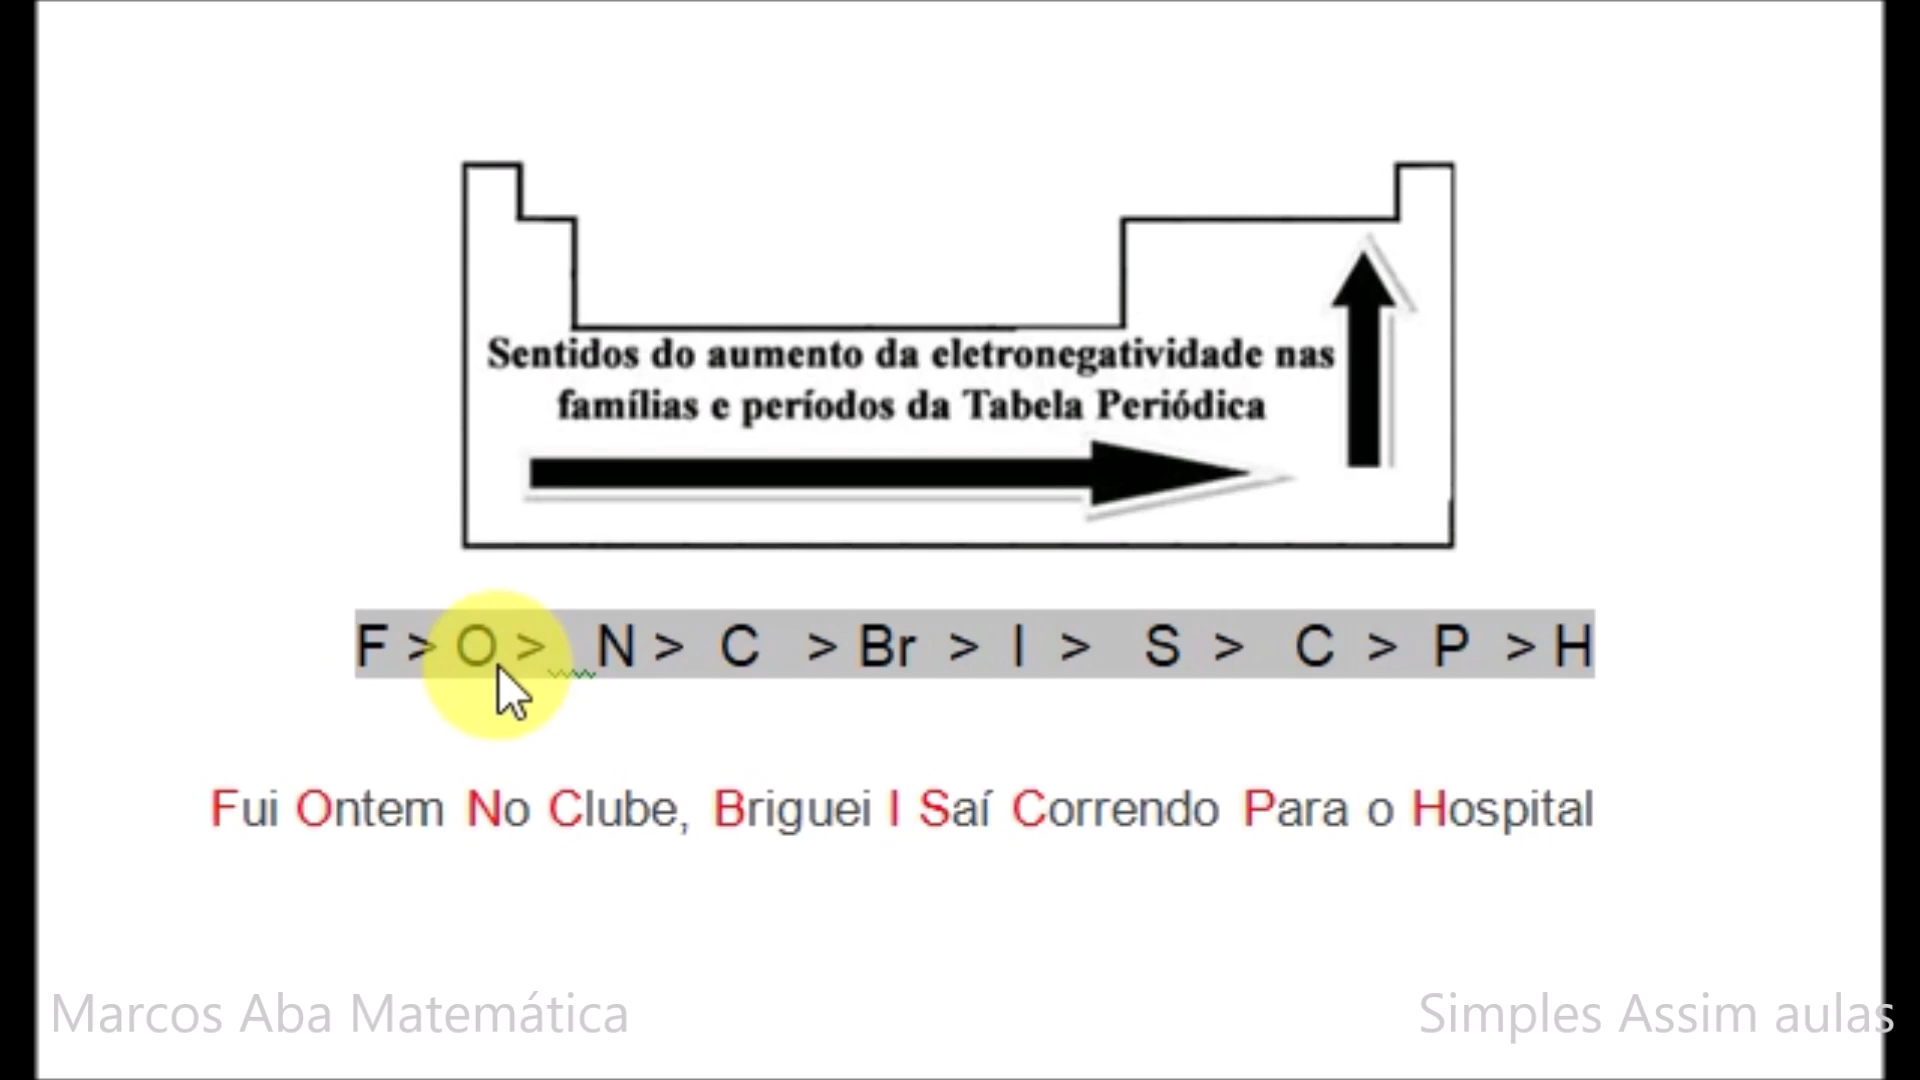 Sentidos do aumento da eletronegatividade nas
famílias e períodos da Tabela Periódica
F > O > N > C > Br > I > S > C > P > H
Fui Ontem No Clube, Briguei I Saí Correndo Para o Hospital
Marcos Aba Matemática
Simples Assim aulas